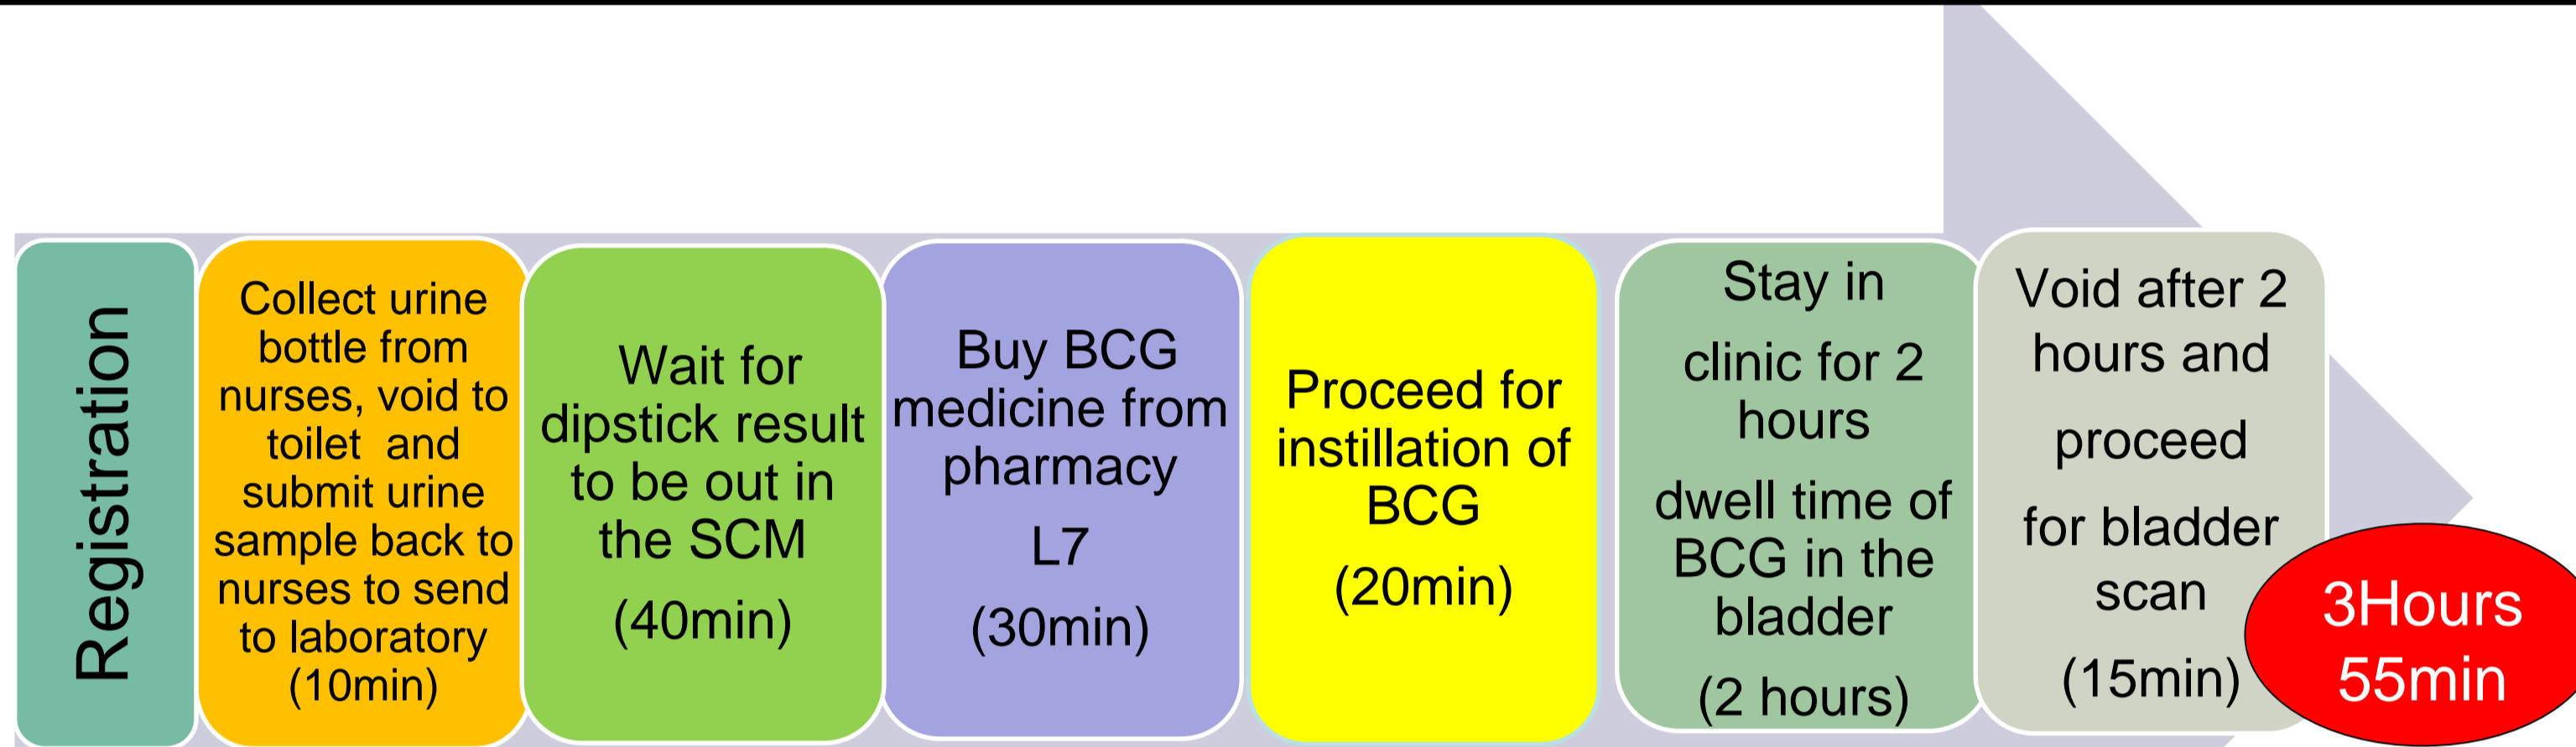 Registration
Collect urine
bottle from
nurses, void to
toilet and
submit urine
sample back to
nurses to send
to laboratory
(10min)
Wait for
dipstick result
to be out in
the SCM
(40min)
Buy BCG
medicine from
pharmacy
L7
(30min)
Proceed for
instillation of
BCG
(20min)
Stay in
clinic for 2
hours
dwell time of
BCG in the
bladder
(2 hours)
Void after 2
hours and
proceed
for bladder
scan
(15min)
3Hours
55min